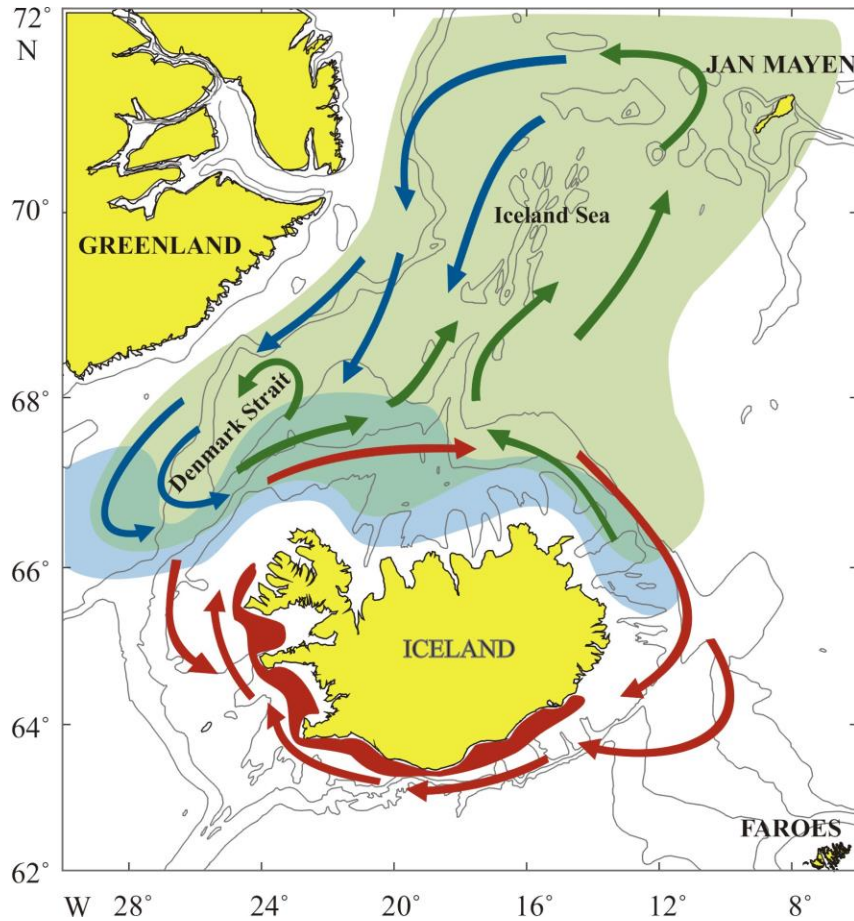 72°
N
JAN MAYEN
70°
Iceland Sea
GREENLAND
68°
Denmark Strait
66°
ICELAND
64°
FAROES
62°
W 28° 24° 20° 16° 12° 8°